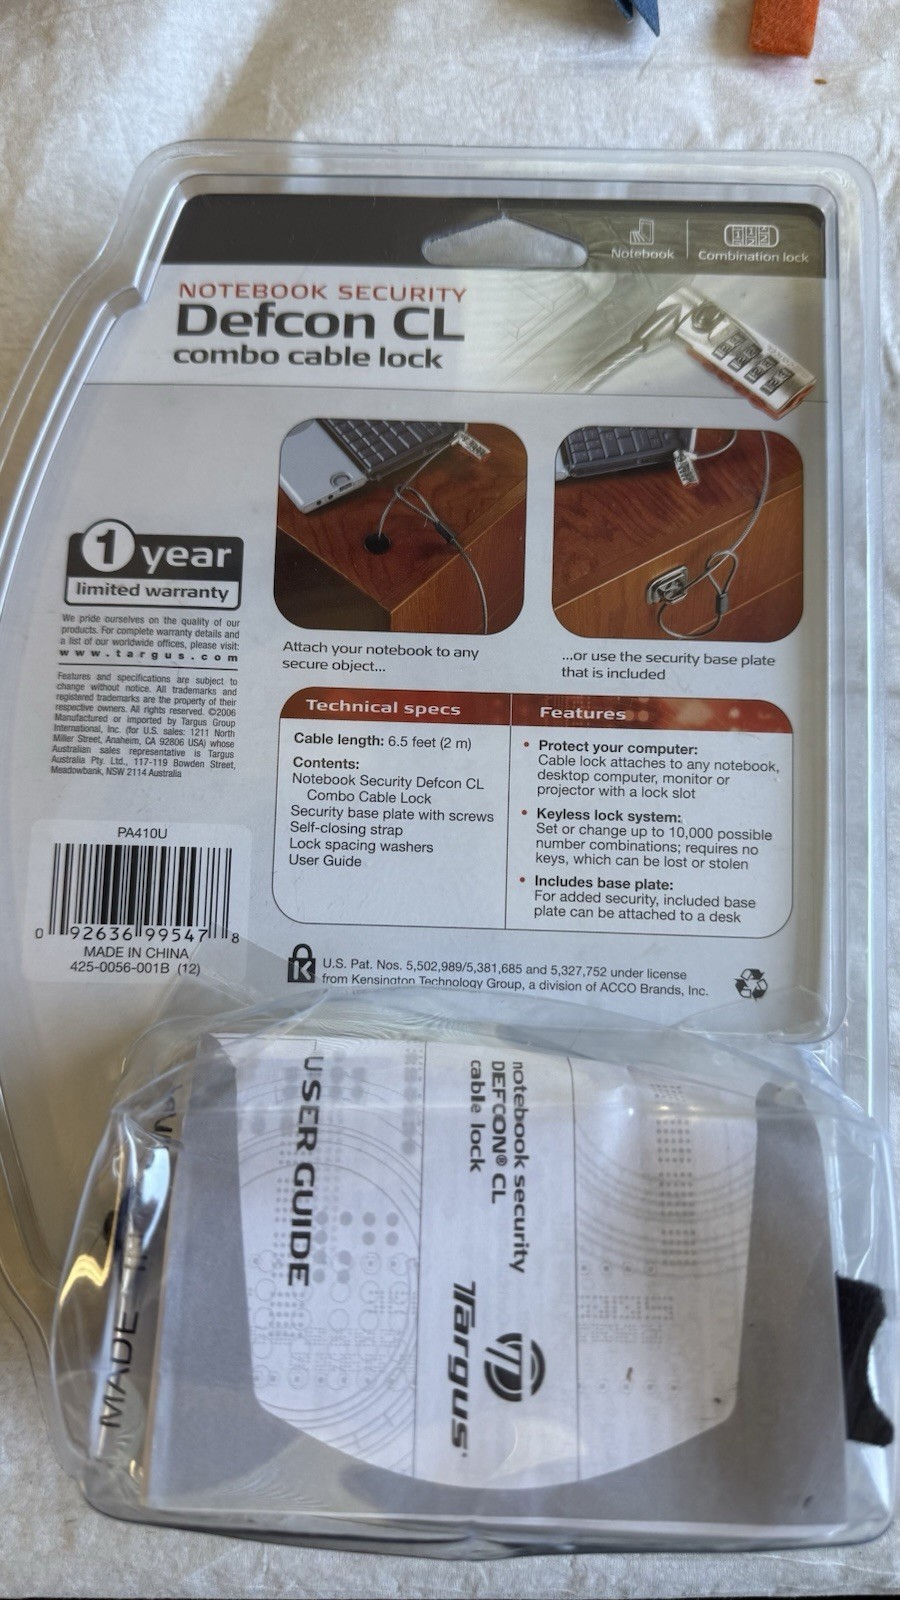 Notebook
Combination lock
NOTEBOOK SECURITY
Defcon CL
combo cable lock
1 year
limited warranty
We pride ourselves on the quality of our
products. For complete warranty details and
a list of our worldwide offices, please visit:
www.targus.com
Features and specifications are subject to
change without notice. All trademarks and
registered trademarks are the property of their
respective owners. All rights reserved. ©2006
Manufactured or imported by Targus Group
International, Inc. (for U.S. sales: 1211 North
Miller Street, Anaheim, CA 92806 USA) whose
Australian sales representative is Targus
Australia Pty. Ltd., 117-119 Bowden Street,
Meadowbank, NSW 2114 Australia
Attach your notebook to any
secure object...
...or use the security base plate
that is included
Technical specs
Cable length: 6.5 feet (2 m)
Contents:
Notebook Security Defcon CL
Combo Cable Lock
Security base plate with screws
Self-closing strap
Lock spacing washers
User Guide
Features
• Protect your computer:
Cable lock attaches to any notebook,
desktop computer, monitor or
projector with a lock slot
• Keyless lock system:
Set or change up to 10,000 possible
number combinations; requires no
keys, which can be lost or stolen
• Includes base plate:
For added security, included base
plate can be attached to a desk
PA410U
0 92636 99547 8
MADE IN CHINA
425-0056-001B (12)
K
U.S. Pat. Nos. 5,502,989/5,381,685 and 5,327,752 under license
from Kensington Technology Group, a division of ACCO Brands, Inc.
notebook security
DEFCON® CL
cable lock
Targus
USER GUIDE
MADE